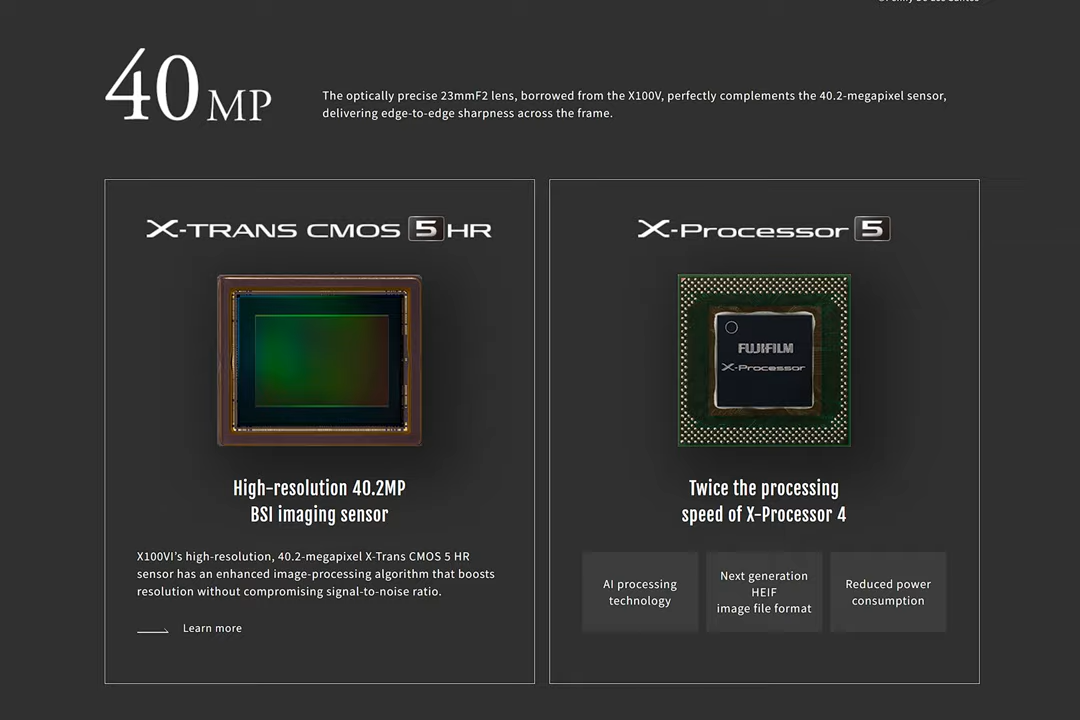 40MP
The optically precise 23mmF2 lens, borrowed from the X100V, perfectly complements the 40.2-megapixel sensor,
delivering edge-to-edge sharpness across the frame.
X-TRANS CMOS 5 HR
High-resolution 40.2MP
BSI imaging sensor
X100VI's high-resolution, 40.2-megapixel X-Trans CMOS 5 HR
sensor has an enhanced image-processing algorithm that boosts
resolution without compromising signal-to-noise ratio.
Learn more
X-Processor 5
FUJIFILM
X-Processor
Twice the processing
speed of X-Processor 4
AI processing
technology
Next generation
HEIF
image file format
Reduced power
consumption